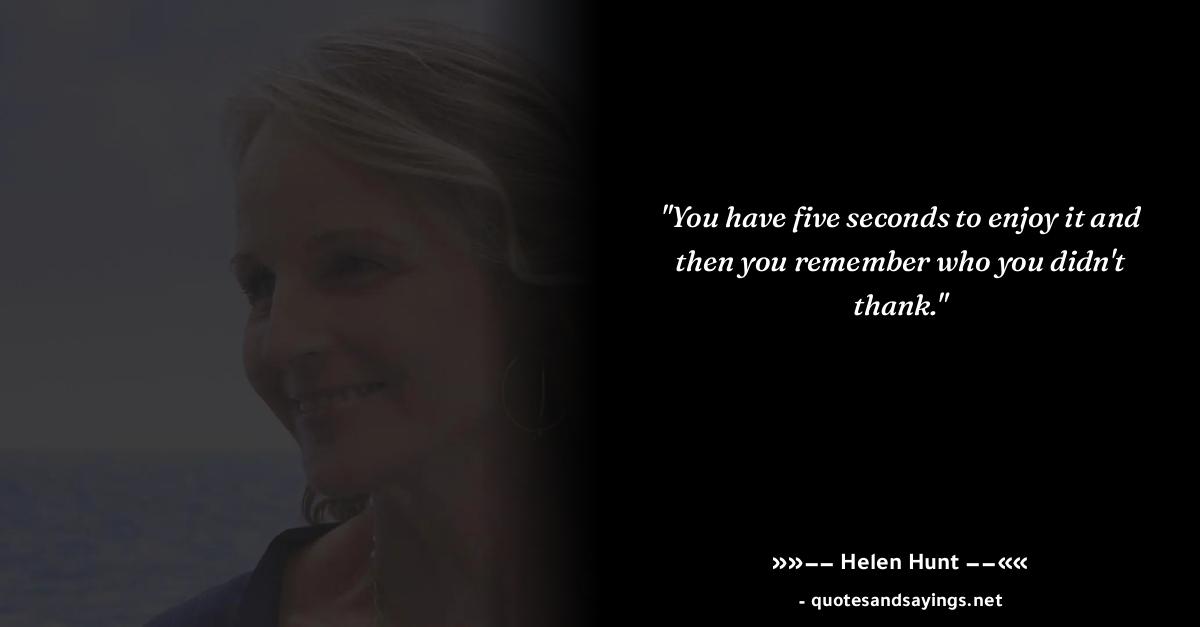 "You have five seconds to enjoy it and
then you remember who you didn't
thank."
»»–– Helen Hunt ––««
- quotesandsayings.net